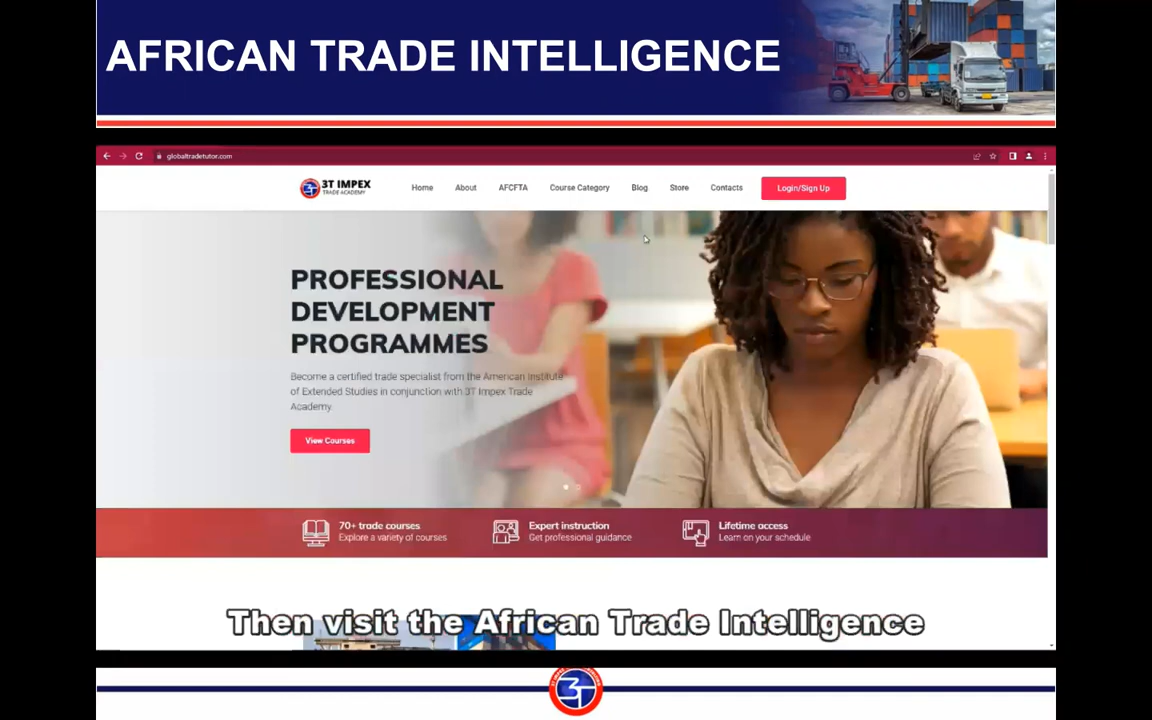 AFRICAN TRADE INTELLIGENCE
globaltradetutor.com
3T IMPEX
TRADE ACADEMY
Home About AFCFTA Course Category Blog Store Contacts Login/Sign Up
PROFESSIONAL
DEVELOPMENT
PROGRAMMES
Become a certified trade specialist from the American Institute
of Extended Studies in conjunction with 3T Impex Trade
Academy.
View Courses
70+ trade courses
Explore a variety of courses
Expert instruction
Get professional guidance
Lifetime access
Learn on your schedule
Then visit the African Trade Intelligence
3T